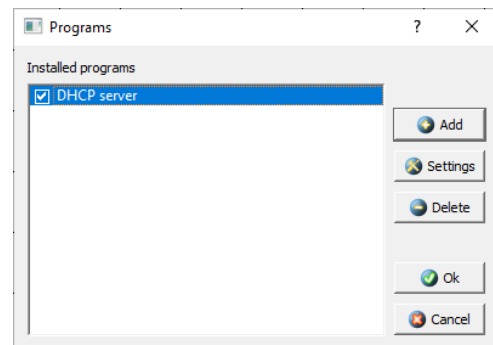 Programs ? X
Installed programs
DHCP server
Add
Settings
Delete
Ok
Cancel